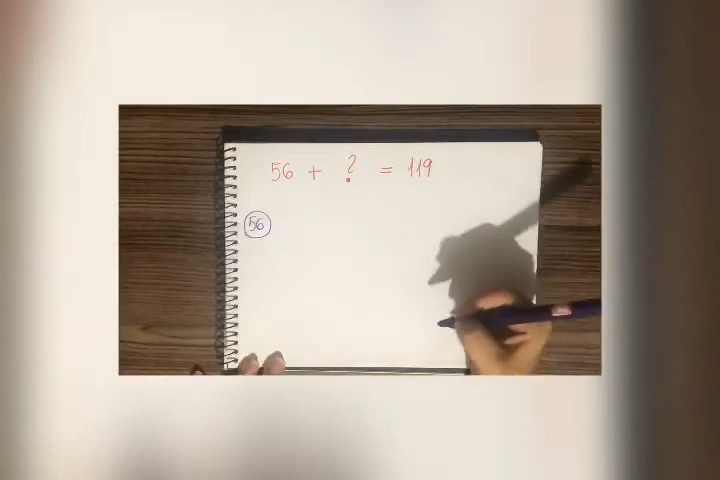 56 + ? = 119
56